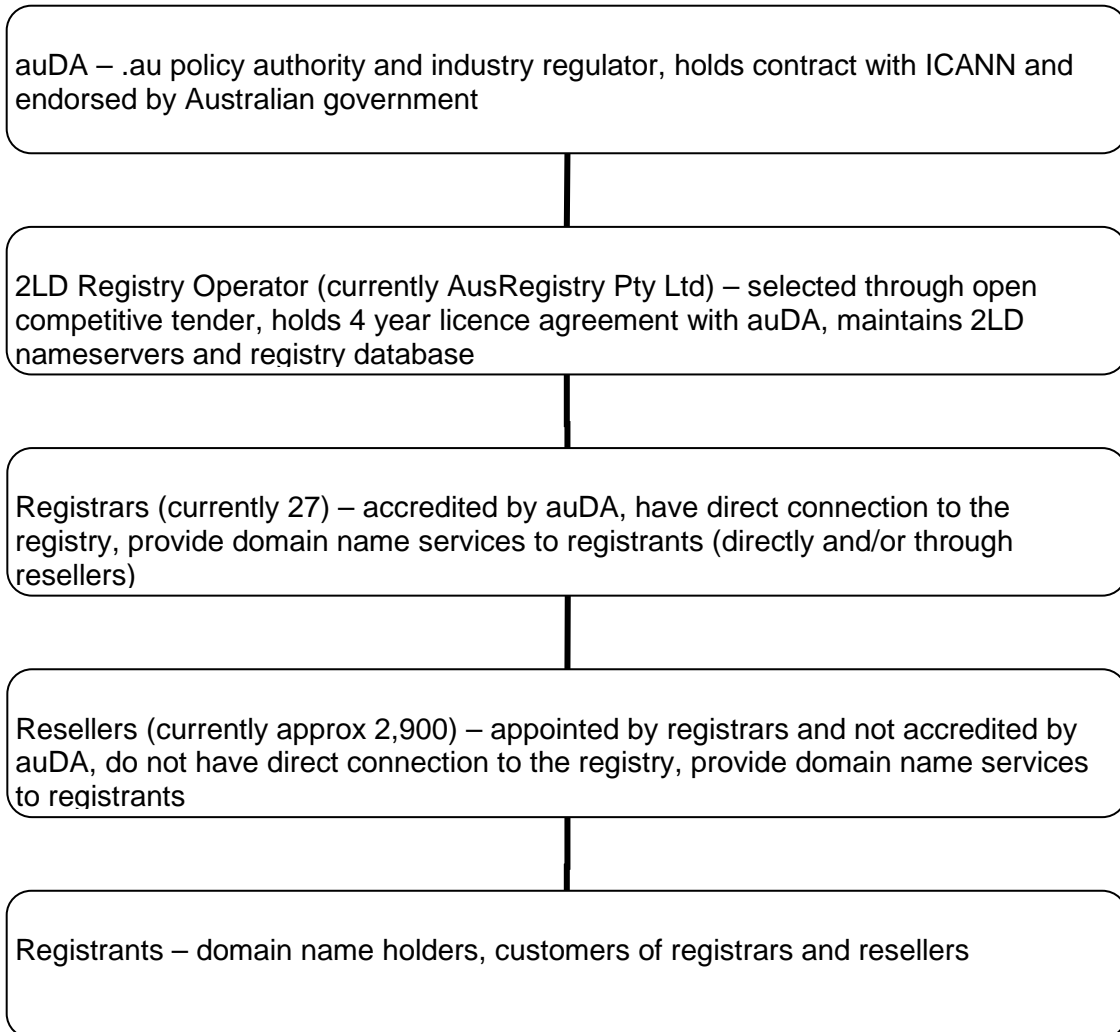 auDA – .au policy authority and industry regulator, holds contract with ICANN and
endorsed by Australian government
2LD Registry Operator (currently AusRegistry Pty Ltd) – selected through open
competitive tender, holds 4 year licence agreement with auDA, maintains 2LD
nameservers and registry database
Registrars (currently 27) – accredited by auDA, have direct connection to the
registry, provide domain name services to registrants (directly and/or through
resellers)
Resellers (currently approx 2,900) – appointed by registrars and not accredited by
auDA, do not have direct connection to the registry, provide domain name services
to registrants
Registrants – domain name holders, customers of registrars and resellers